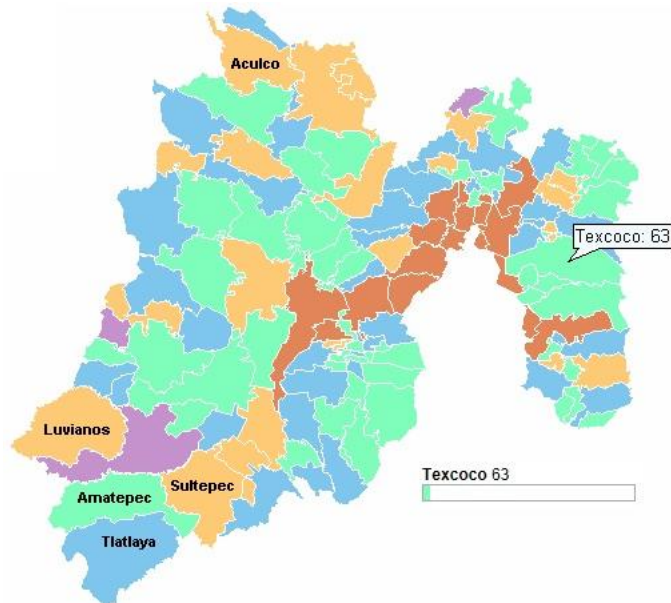 Aculco
Texcoco: 63
Luvianos
Sultepec
Texcoco 63
Amatepec
Tlatlaya